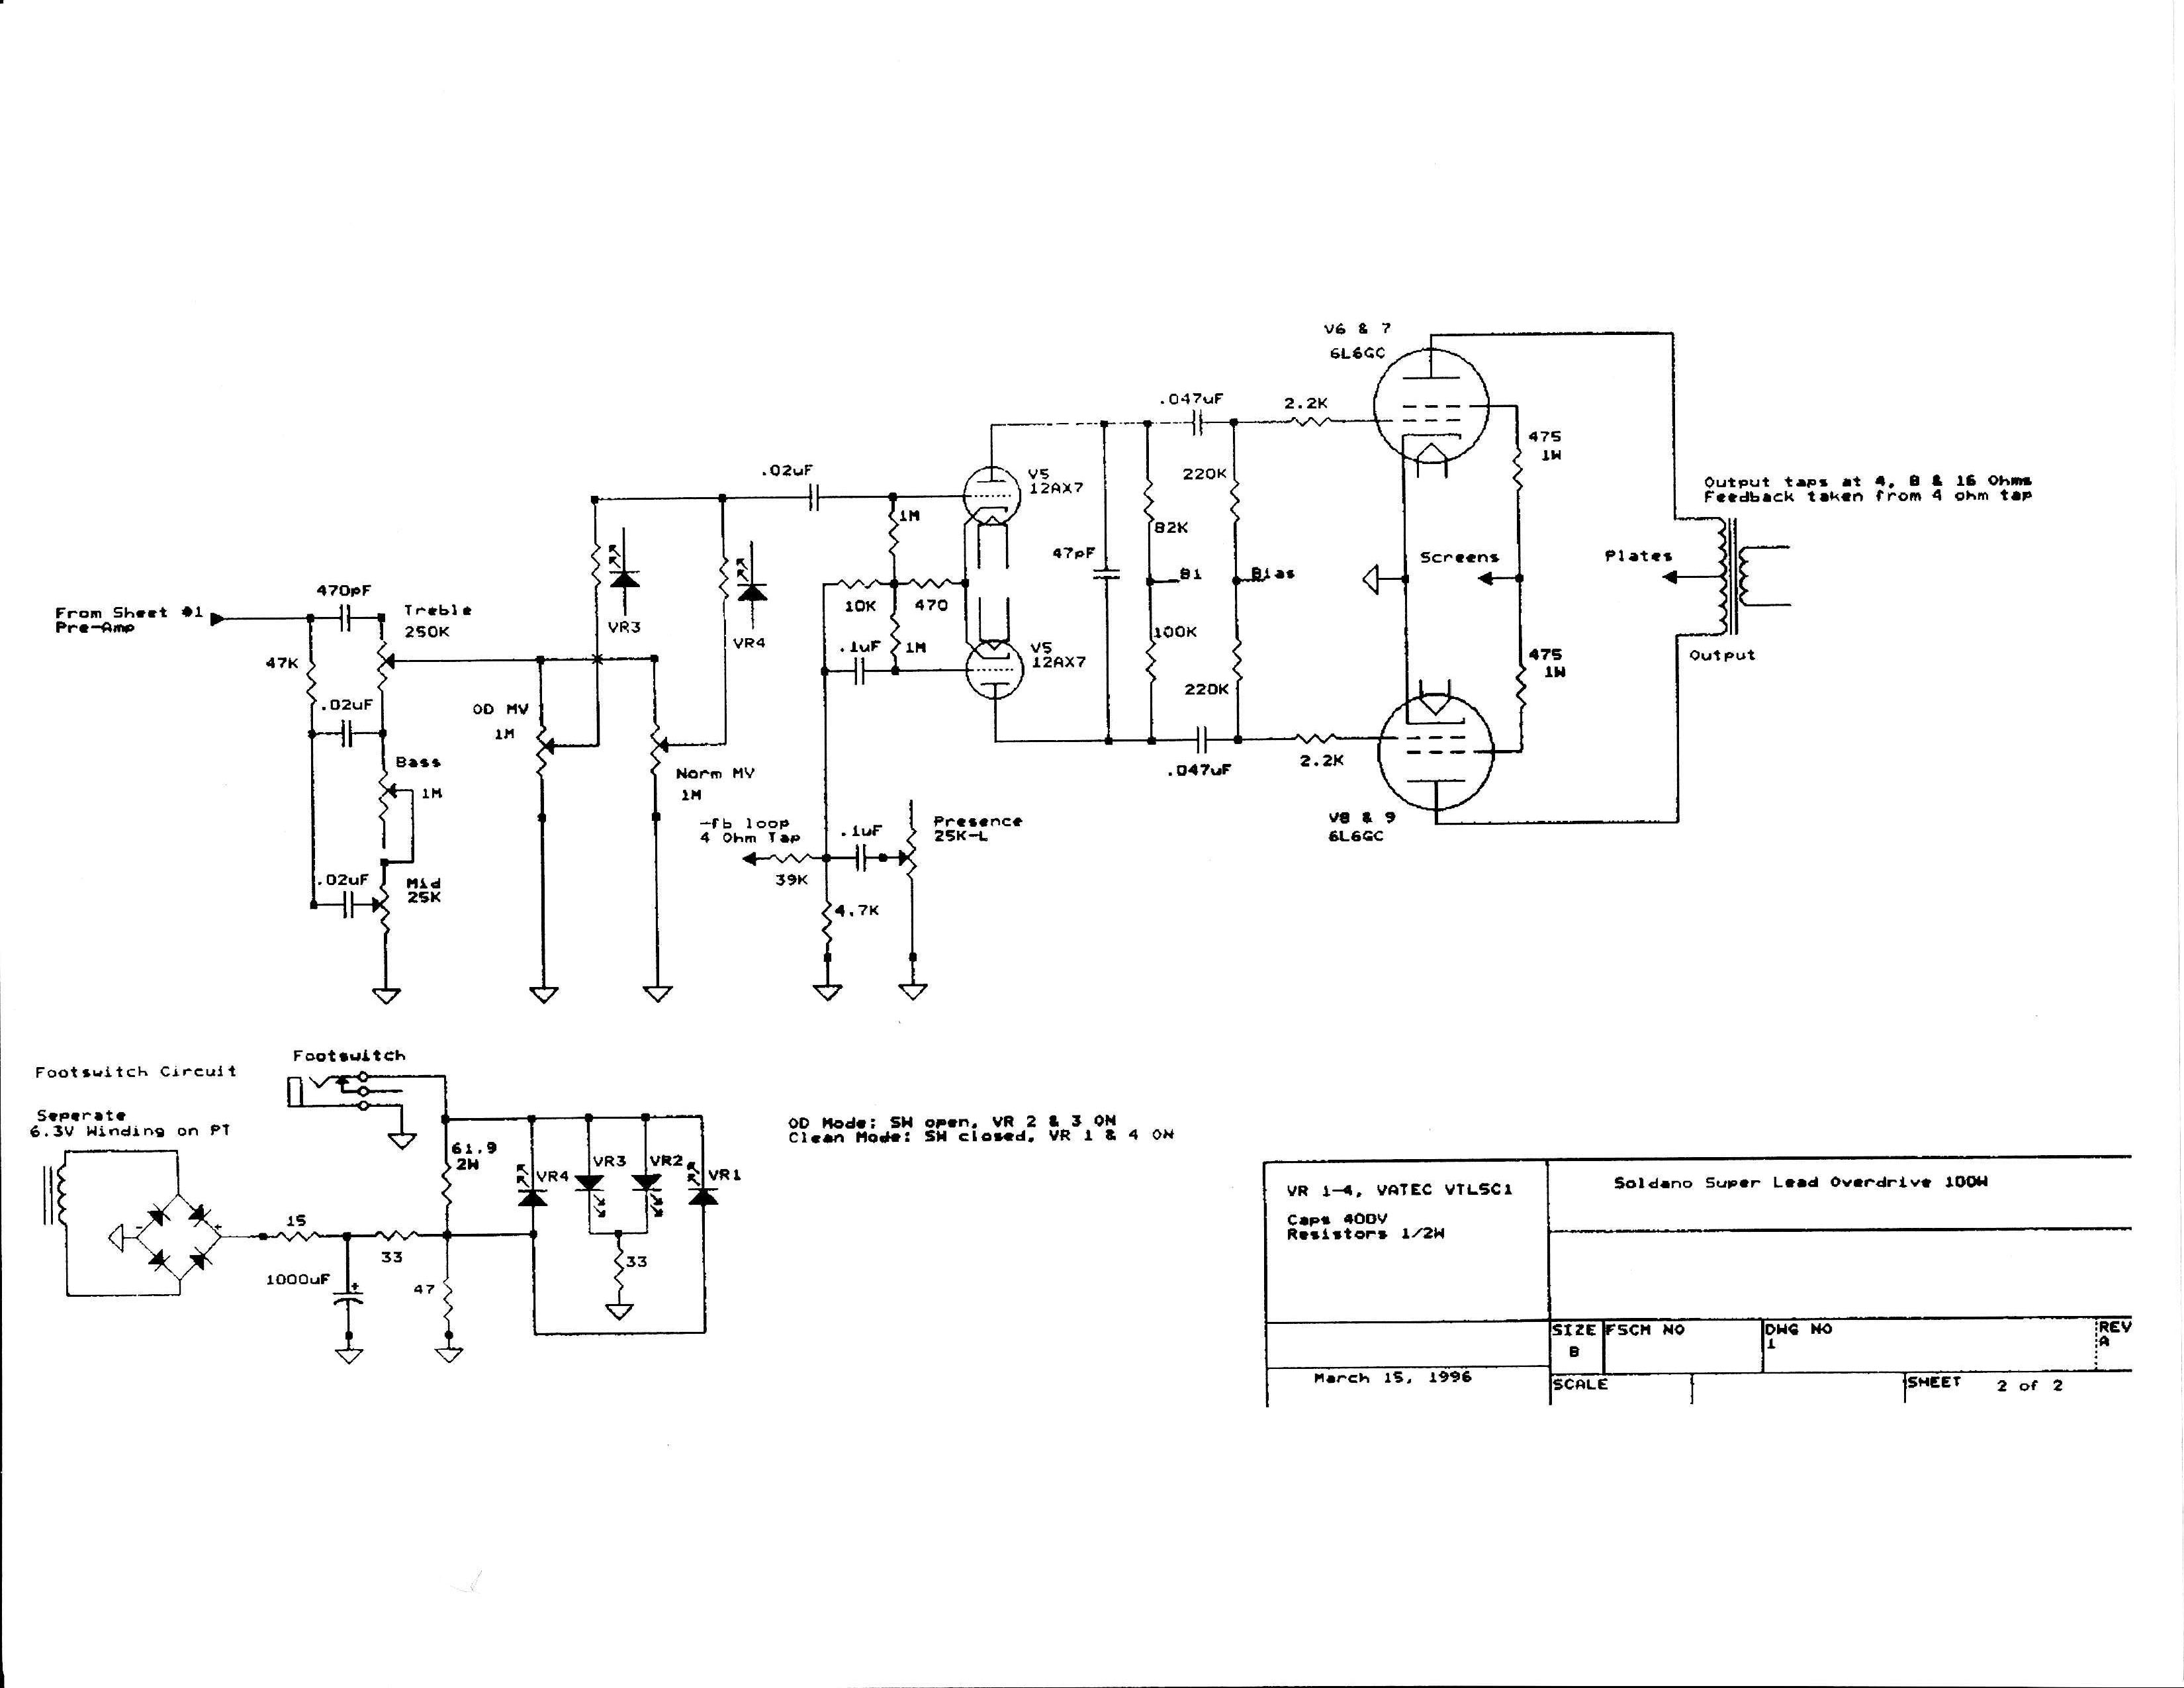 V6 & 7
6L6GC
.047uF
2.2K
475
1W
.02uF
V5
12AX7
220K
Output taps at 4, 8 & 16 Ohms
Feedback taken from 4 ohm tap
1M
82K
47pF
B1
Bias
Screens
Plates
VR3
VR4
470pF
Treble
250K
From Sheet #1
Pre-Amp
10K
470
100K
.1uF
1M
V5
12AX7
475
1W
Output
47K
220K
.02uF
OD MV
1M
Bass
1M
Norm MV
1M
.047uF
2.2K
V8 & 9
6L6GC
-fb loop
4 Ohm Tap
.1uF
Presence
25K-L
39K
.02uF
Mid
25K
4.7K
Footswitch
Footswitch Circuit
Seperate
6.3V Winding on PT
OD Mode: SW open, VR 2 & 3 ON
Clean Mode: SW closed, VR 1 & 4 ON
61.9
2W
VR4
VR3
VR2
VR1
-
+
15
33
1000uF
+
47
33
VR 1-4, VATEC VTL5C1
Caps 400V
Resistors 1/2W
Soldano Super Lead Overdrive 100W
SIZE
B
FSCM NO
DWG NO
1
REV
A
March 15, 1996
SCALE
SHEET 2 of 2